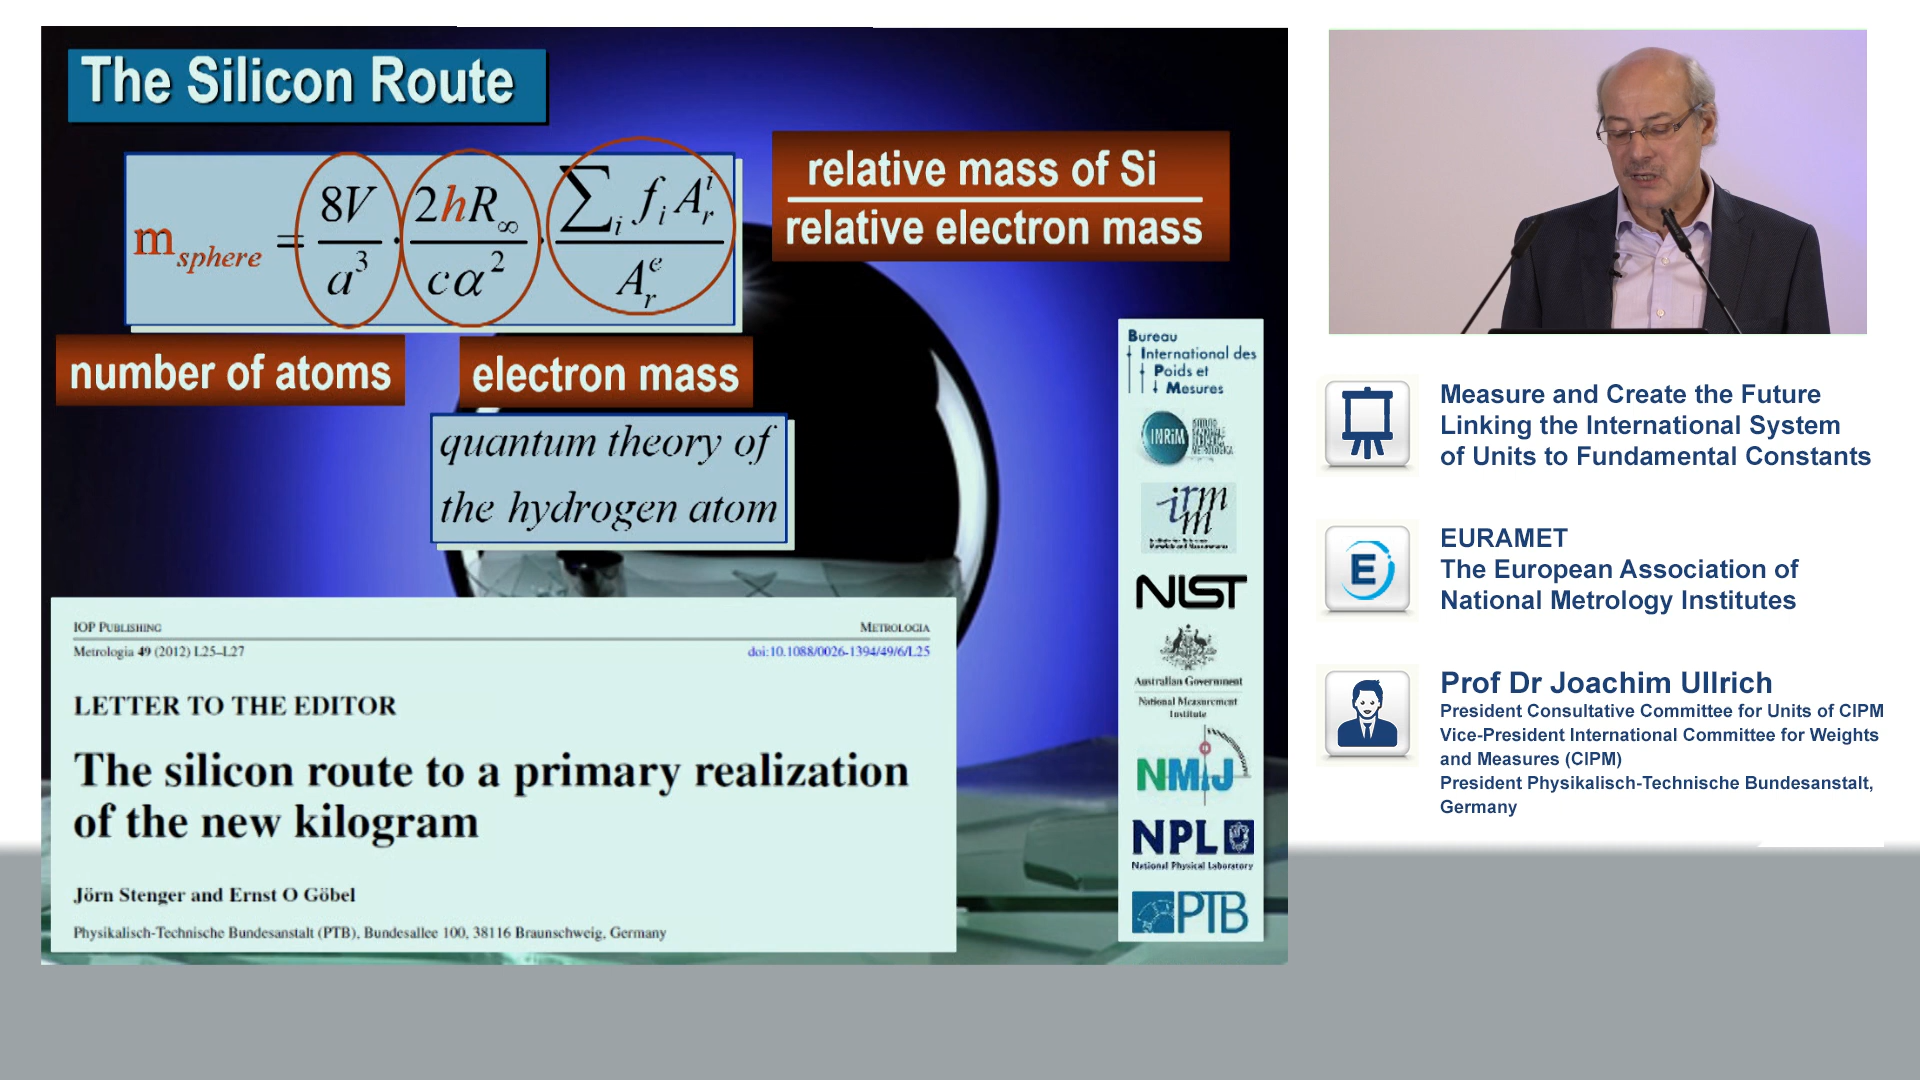 The Silicon Route
m_sphere = 8V/a³ · 2hR_∞/cα² · ∑_i f_i A_r^i / A_r^e
relative mass of Si
relative electron mass
number of atoms
electron mass
quantum theory of
the hydrogen atom
IOP PUBLISHING
METROLOGIA
Metrologia 49 (2012) L25–L27
doi:10.1088/0026-1394/49/6/L25
LETTER TO THE EDITOR
The silicon route to a primary realization
of the new kilogram
Jörn Stenger and Ernst O Göbel
Physikalisch-Technische Bundesanstalt (PTB), Bundesallee 100, 38116 Braunschweig, Germany
Bureau
International des
Poids et
Mesures
INRIM
irmm
NIST
Australian Government
National Measurement
Institute
NMIJ
NPL
National Physical Laboratory
PTB
Measure and Create the Future
Linking the International System
of Units to Fundamental Constants
E
EURAMET
The European Association of
National Metrology Institutes
Prof Dr Joachim Ullrich
President Consultative Committee for Units of CIPM
Vice-President International Committee for Weights
and Measures (CIPM)
President Physikalisch-Technische Bundesanstalt,
Germany